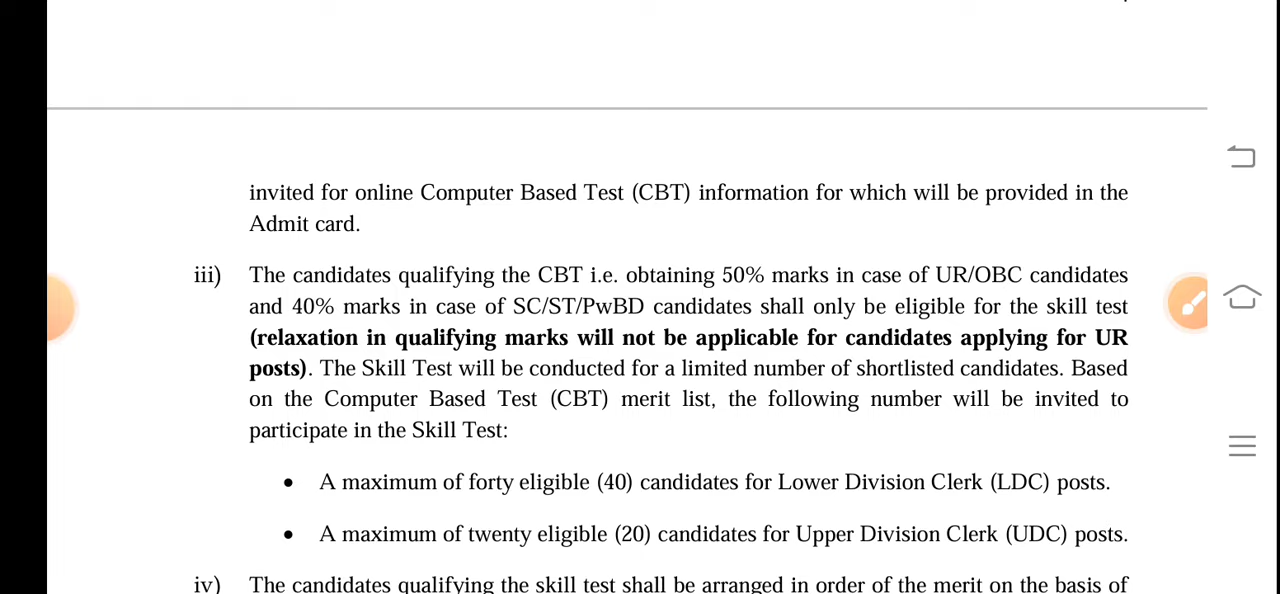 invited for online Computer Based Test (CBT) information for which will be provided in the
Admit card.
iii) The candidates qualifying the CBT i.e. obtaining 50% marks in case of UR/OBC candidates
and 40% marks in case of SC/ST/PwBD candidates shall only be eligible for the skill test
(relaxation in qualifying marks will not be applicable for candidates applying for UR
posts). The Skill Test will be conducted for a limited number of shortlisted candidates. Based
on the Computer Based Test (CBT) merit list, the following number will be invited to
participate in the Skill Test:
• A maximum of forty eligible (40) candidates for Lower Division Clerk (LDC) posts.
• A maximum of twenty eligible (20) candidates for Upper Division Clerk (UDC) posts.
iv) The candidates qualifying the skill test shall be arranged in order of the merit on the basis of